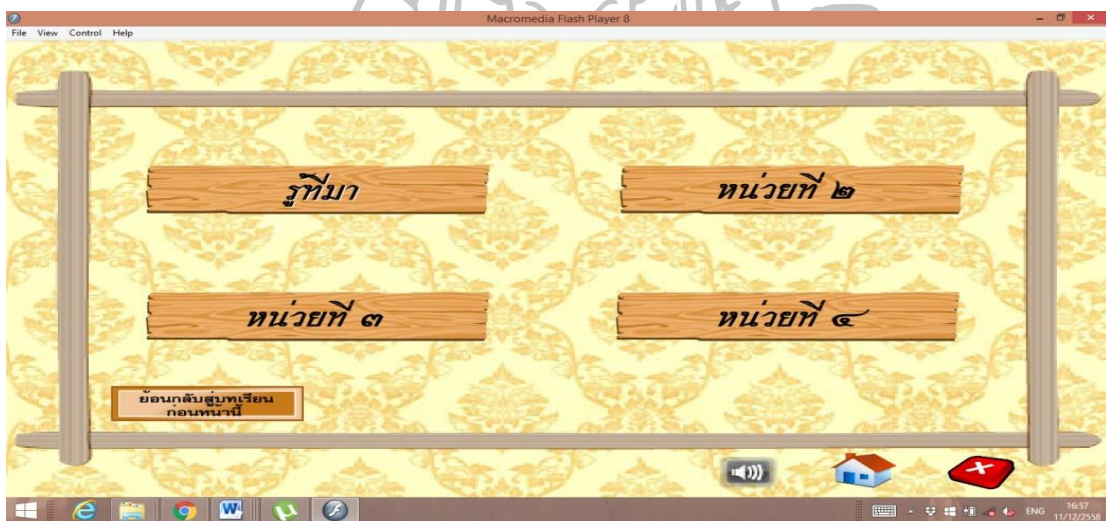 Macromedia Flash Player 8
File View Control Help
รู้ที่มา
หน่วยที่ ๒
หน่วยที่ ๓
หน่วยที่ ๔
ย้อนกลับสู่บทเรียน
ก่อนหน้านี้
ENG
16:57
11/12/2558